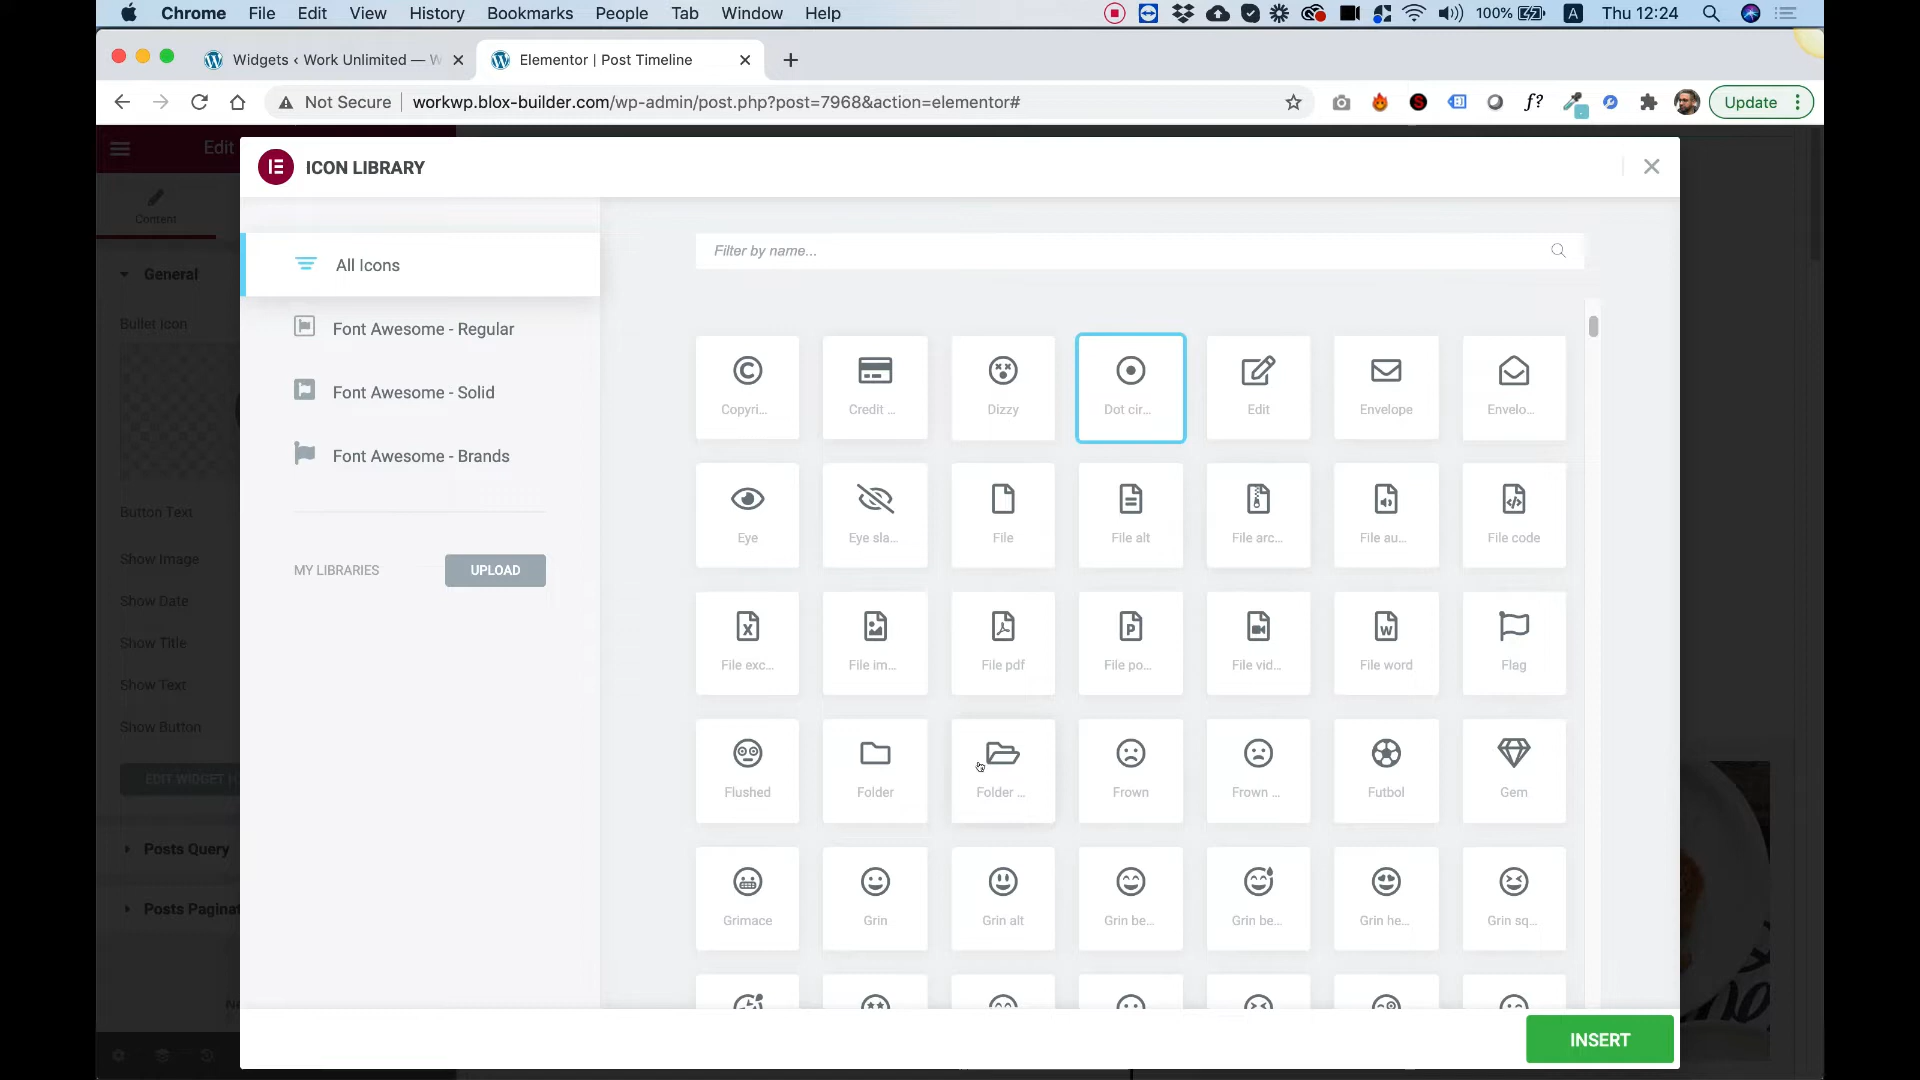 Chrome File Edit View History Bookmarks People Tab Window Help 100% A Thu 12:24
Widgets ‹ Work Unlimited — W Elementor | Post Timeline
Not Secure workwp.blox-builder.com/wp-admin/post.php?post=7968&action=elementor# f? Update
Edit
ICON LIBRARY
Content
Filter by name...
All Icons
General
Bullet Icon
Font Awesome - Regular
Font Awesome - Solid
Font Awesome - Brands
Button Text
MY LIBRARIES UPLOAD
Show Image
Show Date
Show Title
Show Text
Show Button
EDIT WIDGET H
Posts Query
Posts Paginat
Copyri... Credit ... Dizzy Dot cir... Edit Envelope Envelo...
Eye Eye sla... File File alt File arc... File au... File code
File exc... File im... File pdf File po... File vid... File word Flag
Flushed Folder Folder ... Frown Frown ... Futbol Gem
Grimace Grin Grin alt Grin be... Grin be... Grin he... Grin sq...
INSERT